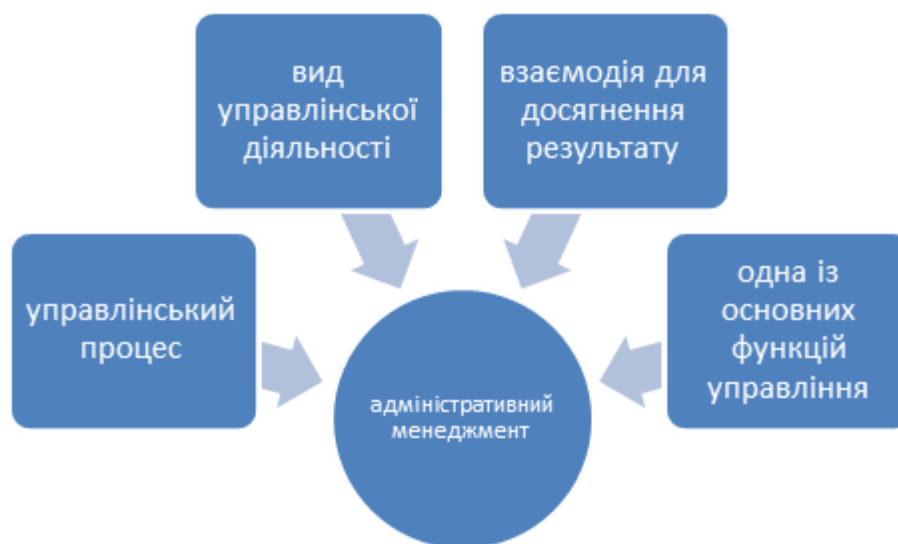 вид
управлінської
діяльності
взаємодія для
досягнення
результату
управлінський
процес
одна із
основних
функцій
управління
адміністративний
менеджмент